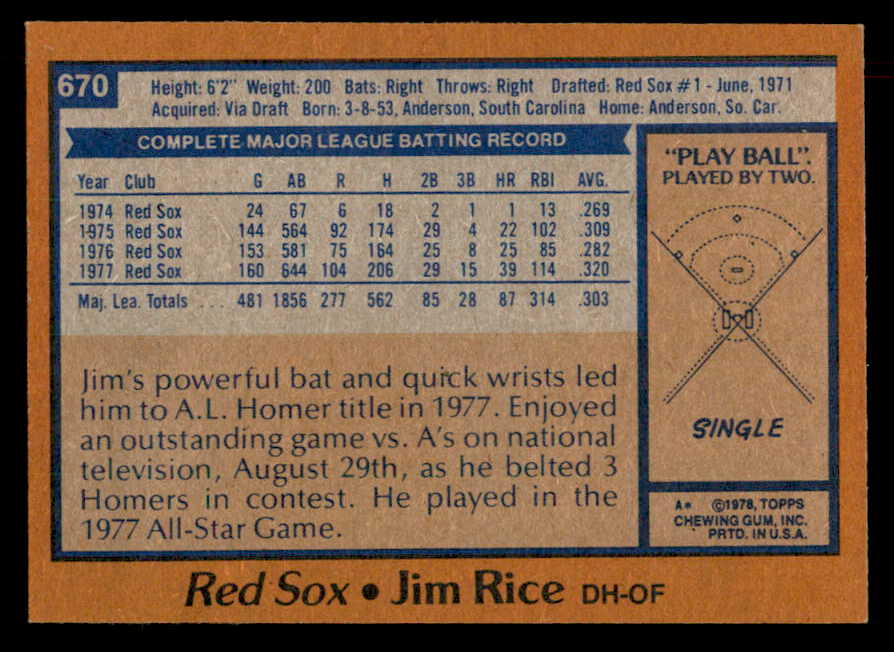 670
Height: 6'2" Weight: 200 Bats: Right Throws: Right Drafted: Red Sox #1 - June, 1971
Acquired: Via Draft Born: 3-8-53, Anderson, South Carolina Home: Anderson, So. Car.
COMPLETE MAJOR LEAGUE BATTING RECORD
Year Club G AB R H 2B 3B HR RBI AVG.
1974 Red Sox 24 67 6 18 2 1 1 13 .269
1975 Red Sox 144 564 92 174 29 4 22 102 .309
1976 Red Sox 153 581 75 164 25 8 25 85 .282
1977 Red Sox 160 644 104 206 29 15 39 114 .320
Maj. Lea. Totals ... 481 1856 277 562 85 28 87 314 .303
Jim's powerful bat and quick wrists led
him to A.L. Homer title in 1977. Enjoyed
an outstanding game vs. A's on national
television, August 29th, as he belted 3
Homers in contest. He played in the
1977 All-Star Game.
"PLAY BALL".
PLAYED BY TWO.
SINGLE
A* ©1978, TOPPS
CHEWING GUM, INC.
PRTD. IN U.S.A.
Red Sox • Jim Rice DH-OF